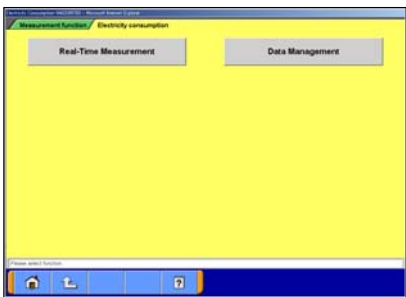 Measurement function Electricity consumption
Real-Time Measurement Data Management
Please select function.
?